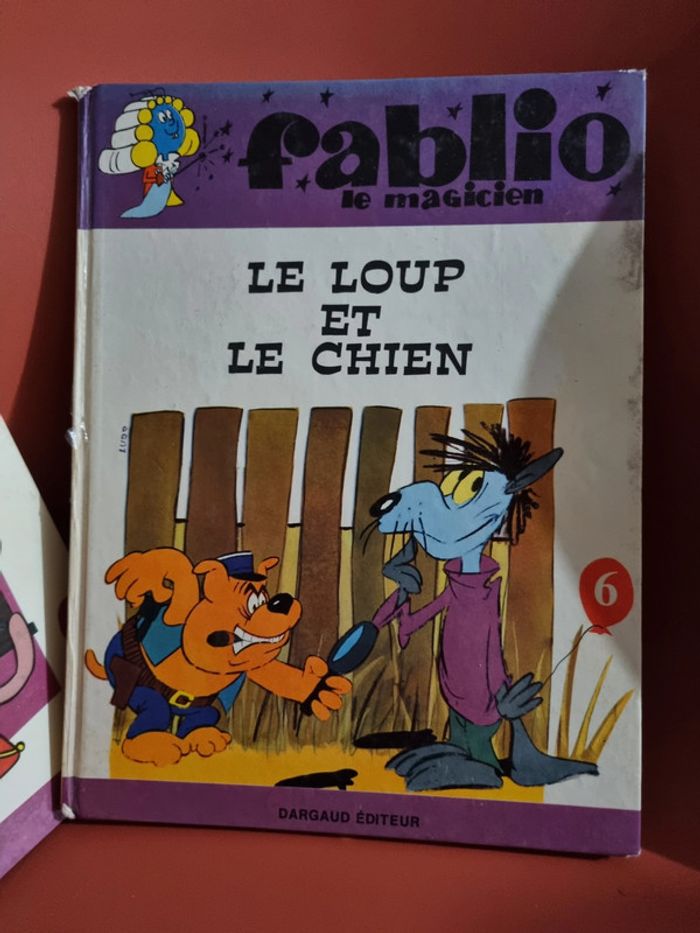 fablio
le magicien
LE LOUP
ET
LE CHIEN
6
DARGAUD ÉDITEUR